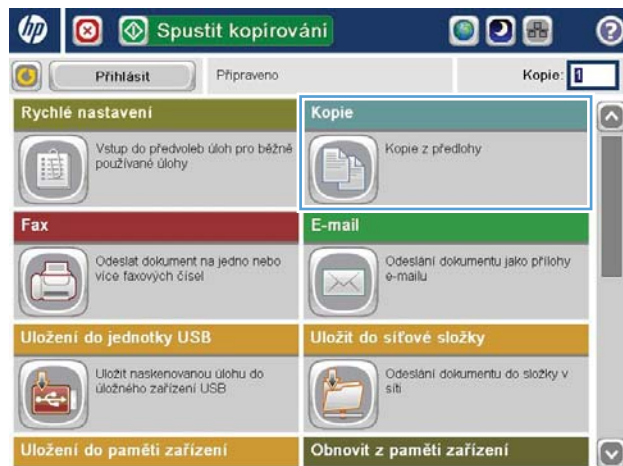 hp
Spustit kopírování
?
Přihlásit
Připraveno
Kopie: 1
Rychlé nastavení
Vstup do předvoleb úloh pro běžně
používané úlohy
Kopie
Kopie z předlohy
Fax
Odeslat dokument na jedno nebo
více faxových čísel
E-mail
Odeslání dokumentu jako přílohy
e-mailu
Uložení do jednotky USB
Uložit naskenovanou úlohu do
úložného zařízení USB
Uložit do síťové složky
Odeslání dokumentu do složky v
síti
Uložení do paměti zařízení
Obnovit z paměti zařízení